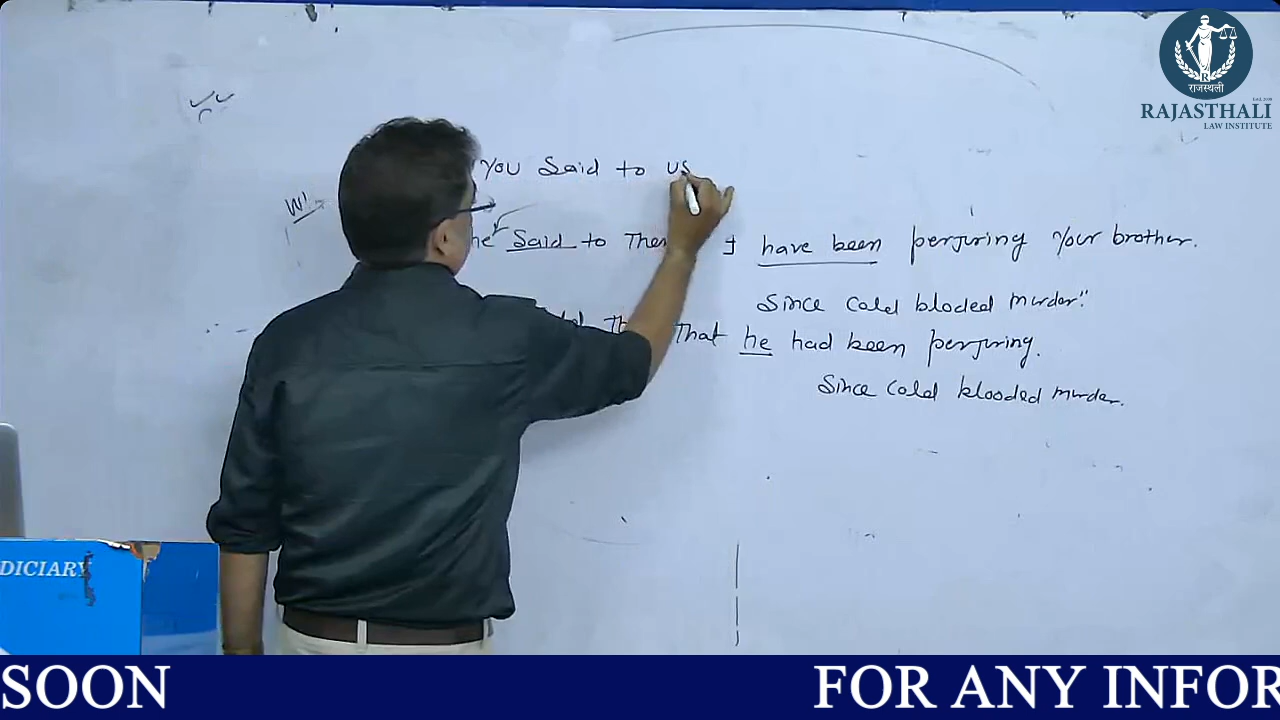 राजस्थली
RAJASTHALI
LAW INSTITUTE
You Said to us
W
he Said to Them I have been perjuring Your brother.
Since cold bloded murder."
That he had been perjuring.
Since cold blooded murder.
DICIARY
SOON FOR ANY INFOR